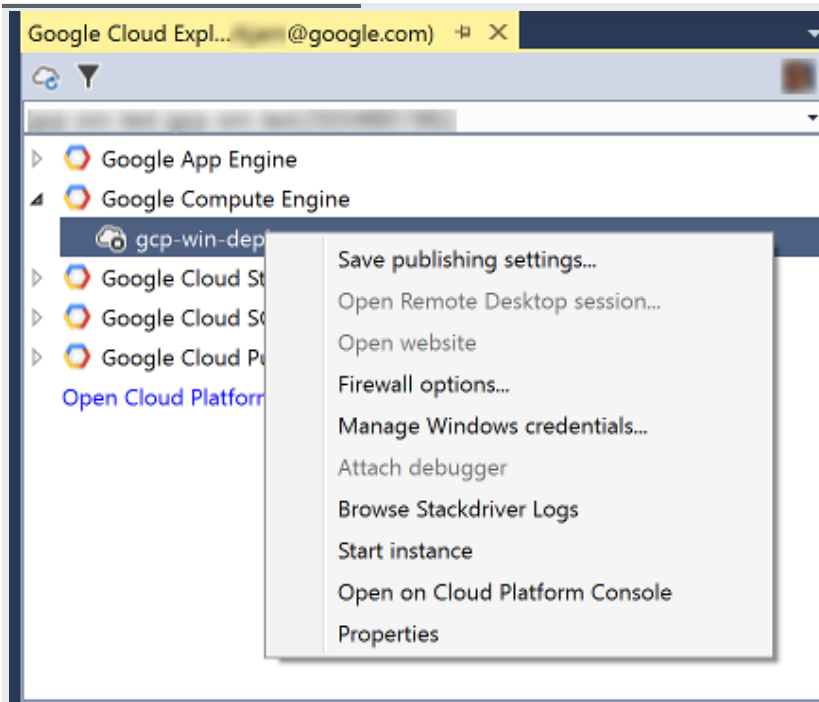 Google Cloud Expl... @google.com)
Google App Engine
Google Compute Engine
gcp-win-dep
Google Cloud St
Google Cloud
Google Cloud Pu
Open Cloud Platform
Save publishing settings...
Open Remote Desktop session...
Open website
Firewall options...
Manage Windows credentials...
Attach debugger
Browse Stackdriver Logs
Start instance
Open on Cloud Platform Console
Properties